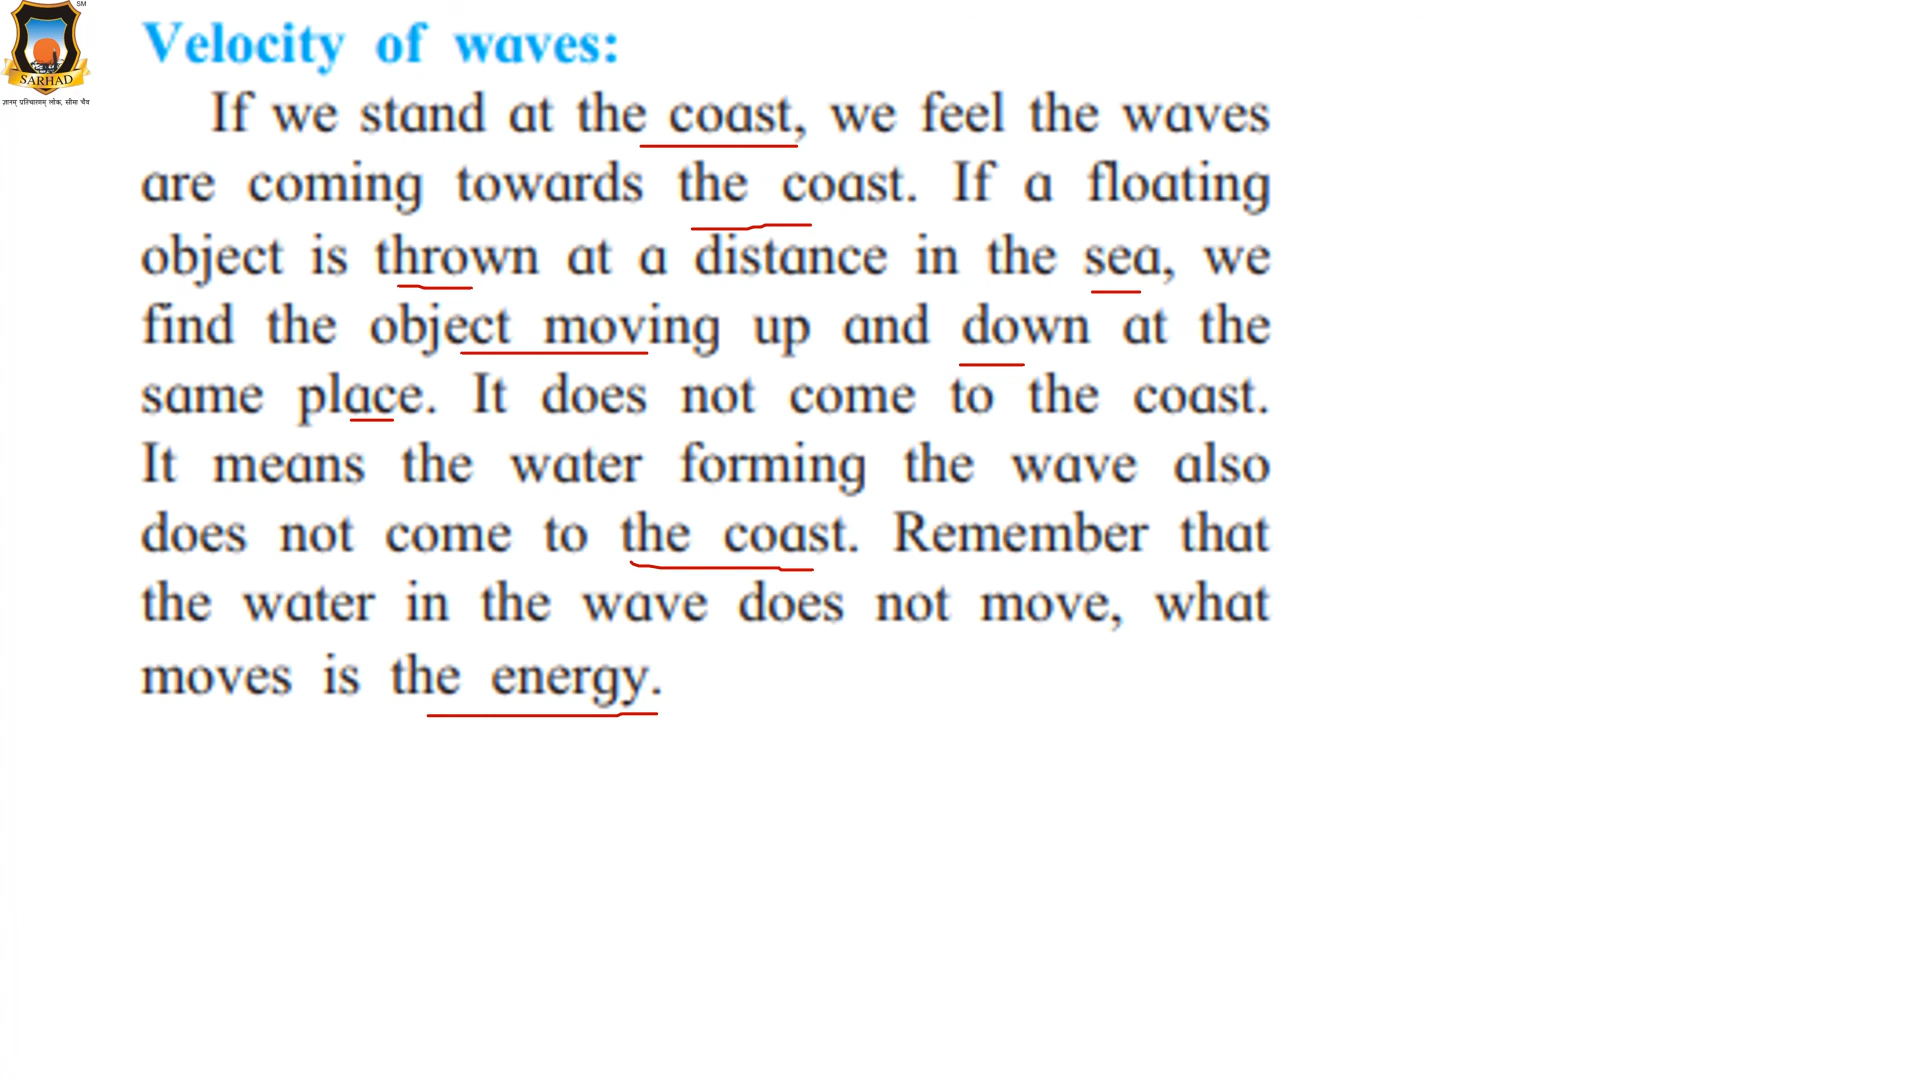 SM
SARHAD
Velocity of waves:
If we stand at the coast, we feel the waves
are coming towards the coast. If a floating
object is thrown at a distance in the sea, we
find the object moving up and down at the
same place. It does not come to the coast.
It means the water forming the wave also
does not come to the coast. Remember that
the water in the wave does not move, what
moves is the energy.